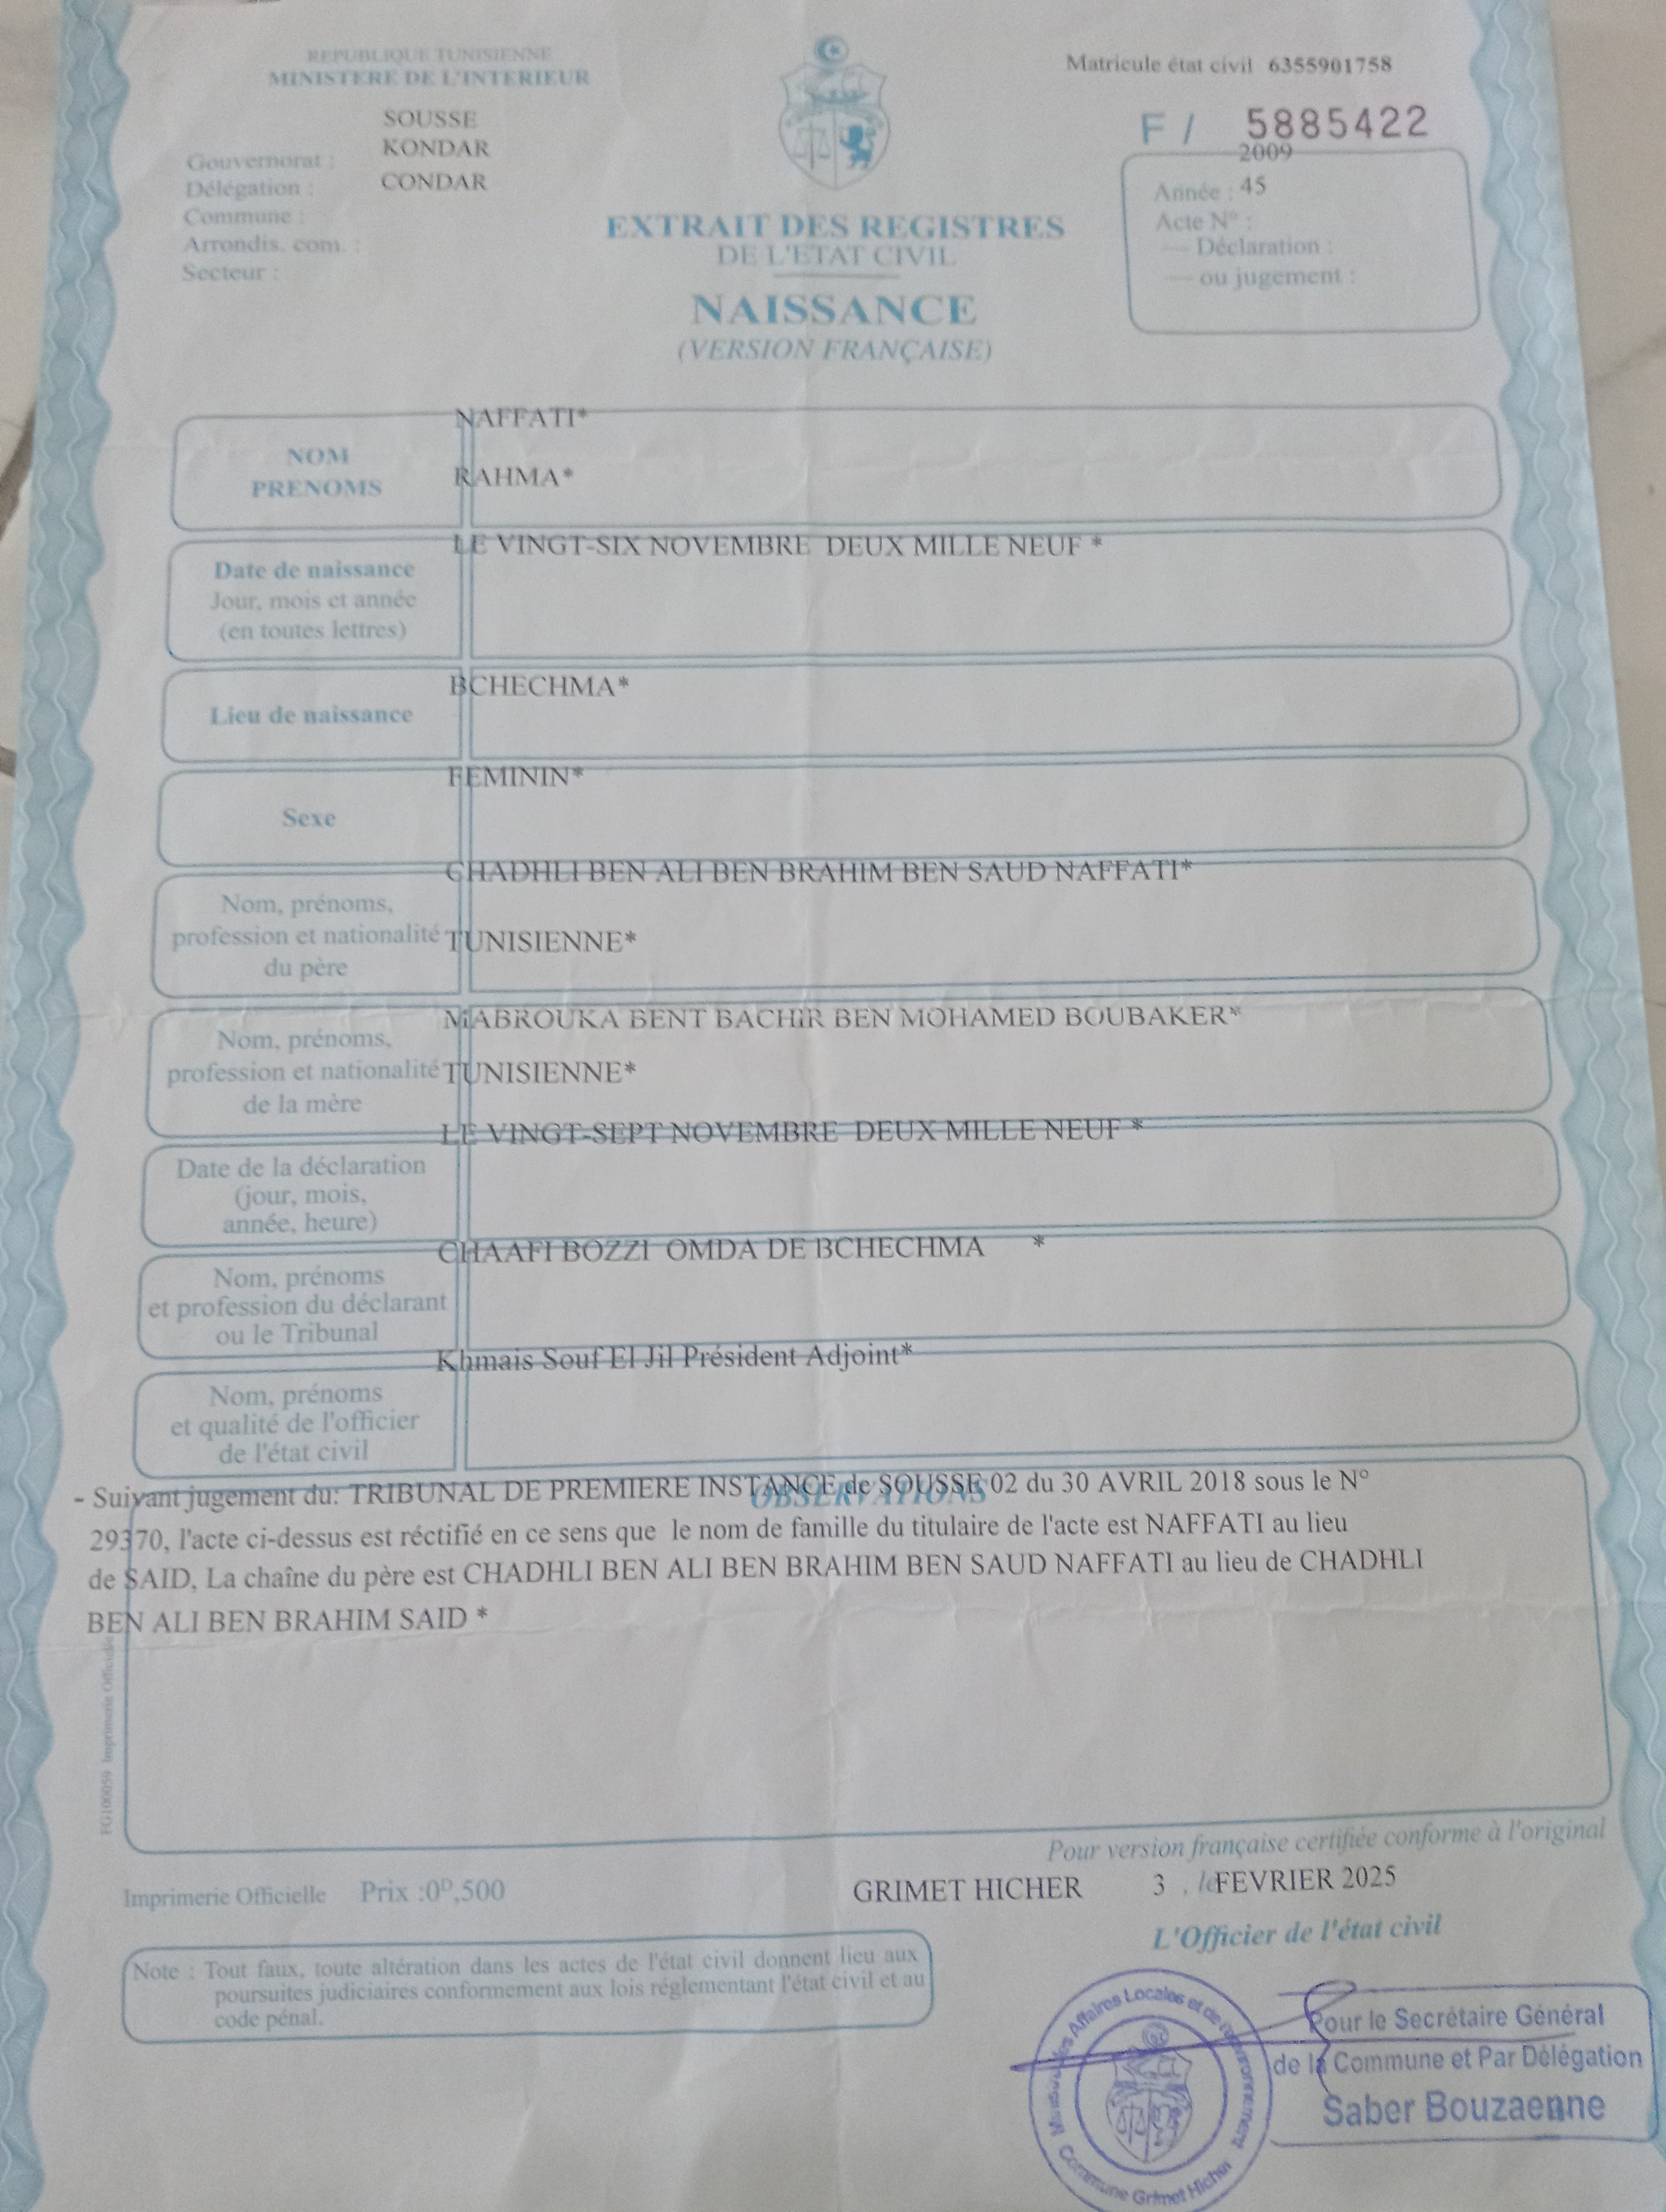 REPUBLIQUE TUNISIENNE
MINISTERE DE L'INTERIEUR
Matricule état civil 6355901758
F / 5885422
SOUSSE
KONDAR
CONDAR
Gouvernorat :
Délégation :
Commune :
Arrondis. com. :
Secteur :
2009
Année : 45
Acte N° :
— Déclaration :
— ou jugement :
EXTRAIT DES REGISTRES
DE L'ETAT CIVIL
NAISSANCE
(VERSION FRANÇAISE)
NOM
PRENOMS
NAFFATI*
RAHMA*
Date de naissance
Jour, mois et année
(en toutes lettres)
LE VINGT-SIX NOVEMBRE DEUX MILLE NEUF *
Lieu de naissance
BCHECHMA*
Sexe
FEMININ*
Nom, prénoms,
profession et nationalité
du père
CHADHLI BEN ALI BEN BRAHIM BEN SAUD NAFFATI*
TUNISIENNE*
Nom, prénoms,
profession et nationalité
de la mère
MABROUKA BENT BACHIR BEN MOHAMED BOUBAKER*
TUNISIENNE*
Date de la déclaration
(jour, mois,
année, heure)
LE VINGT-SEPT NOVEMBRE DEUX MILLE NEUF *
Nom, prénoms
et profession du déclarant
ou le Tribunal
CHAAFI BOZZI OMDA DE BCHECHMA *
Nom, prénoms
et qualité de l'officier
de l'état civil
Khmais Souf El Jil Président Adjoint*
OBSERVATIONS
- Suivant jugement du: TRIBUNAL DE PREMIERE INSTANCE de SOUSSE 02 du 30 AVRIL 2018 sous le N°
29370, l'acte ci-dessus est réctifié en ce sens que le nom de famille du titulaire de l'acte est NAFFATI au lieu
de SAID, La chaîne du père est CHADHLI BEN ALI BEN BRAHIM BEN SAUD NAFFATI au lieu de CHADHLI
BEN ALI BEN BRAHIM SAID *
FG100059 Imprimerie Officielle
Pour version française certifiée conforme à l'original
Imprimerie Officielle Prix :0ᴰ,500
GRIMET HICHER 3 , le FEVRIER 2025
L'Officier de l'état civil
Note : Tout faux, toute altération dans les actes de l'état civil donnent lieu aux
poursuites judiciaires conformement aux lois réglementant l'état civil et au
code pénal.
Affaires Locales et de l'environnement
Commune Grimet Hicher
Pour le Secrétaire Général
de la Commune et Par Délégation
Saber Bouzaenne